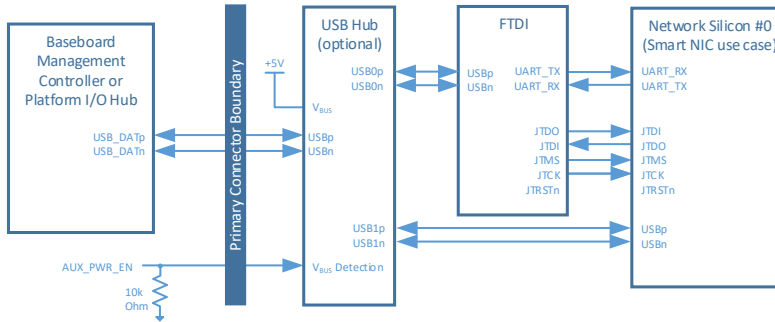 Baseboard
Management
Controller or
Platform I/O Hub
USB_DATp
USB_DATn
AUX_PWR_EN
10k
Ohm
Primary Connector Boundary
+5V
USB Hub
(optional)
USB0p
USB0n
VBUS
USBp
USBn
USB1p
USB1n
VBUS Detection
FTDI
USBp
USBn
UART_TX
UART_RX
JTDO
JTDI
JTMS
JTCK
JTRSTn
Network Silicon #0
(Smart NIC use case)
UART_RX
UART_TX
JTDI
JTDO
JTMS
JTCK
JTRSTn
USBp
USBn